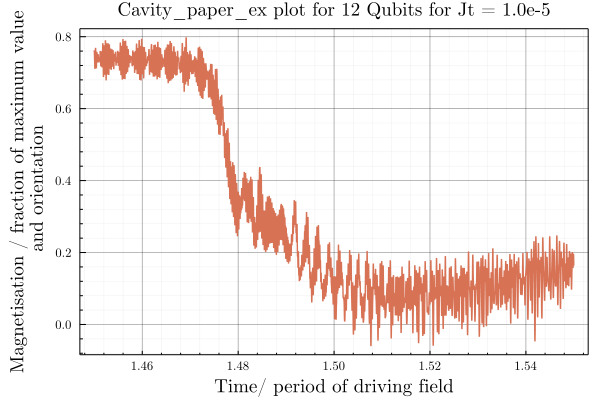 Cavity_paper_ex plot for 12 Qubits for Jt = 1.0e-5
Magnetisation / fraction of maximum value
and orientation
0.8
0.6
0.4
0.2
0.0
1.46 1.48 1.50 1.52 1.54
Time/ period of driving field